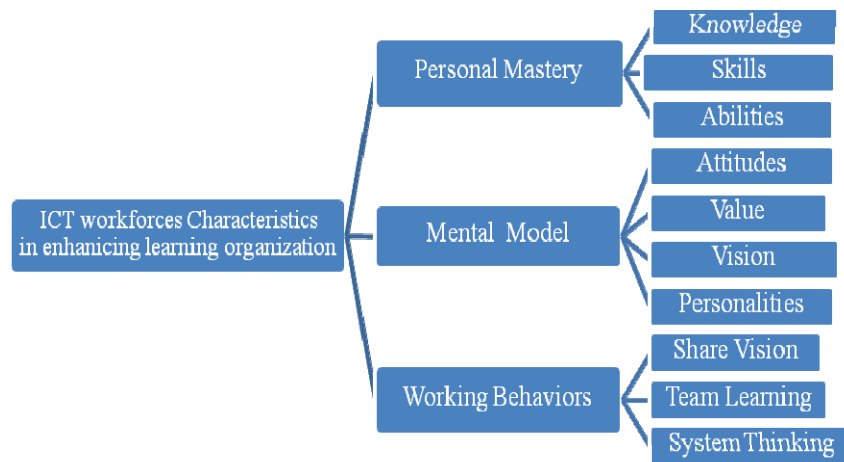 ICT workforces Characteristics
in enhanicing learning organization
Personal Mastery
Knowledge
Skills
Abilities
Mental Model
Attitudes
Value
Vision
Personalities
Working Behaviors
Share Vision
Team Learning
System Thinking